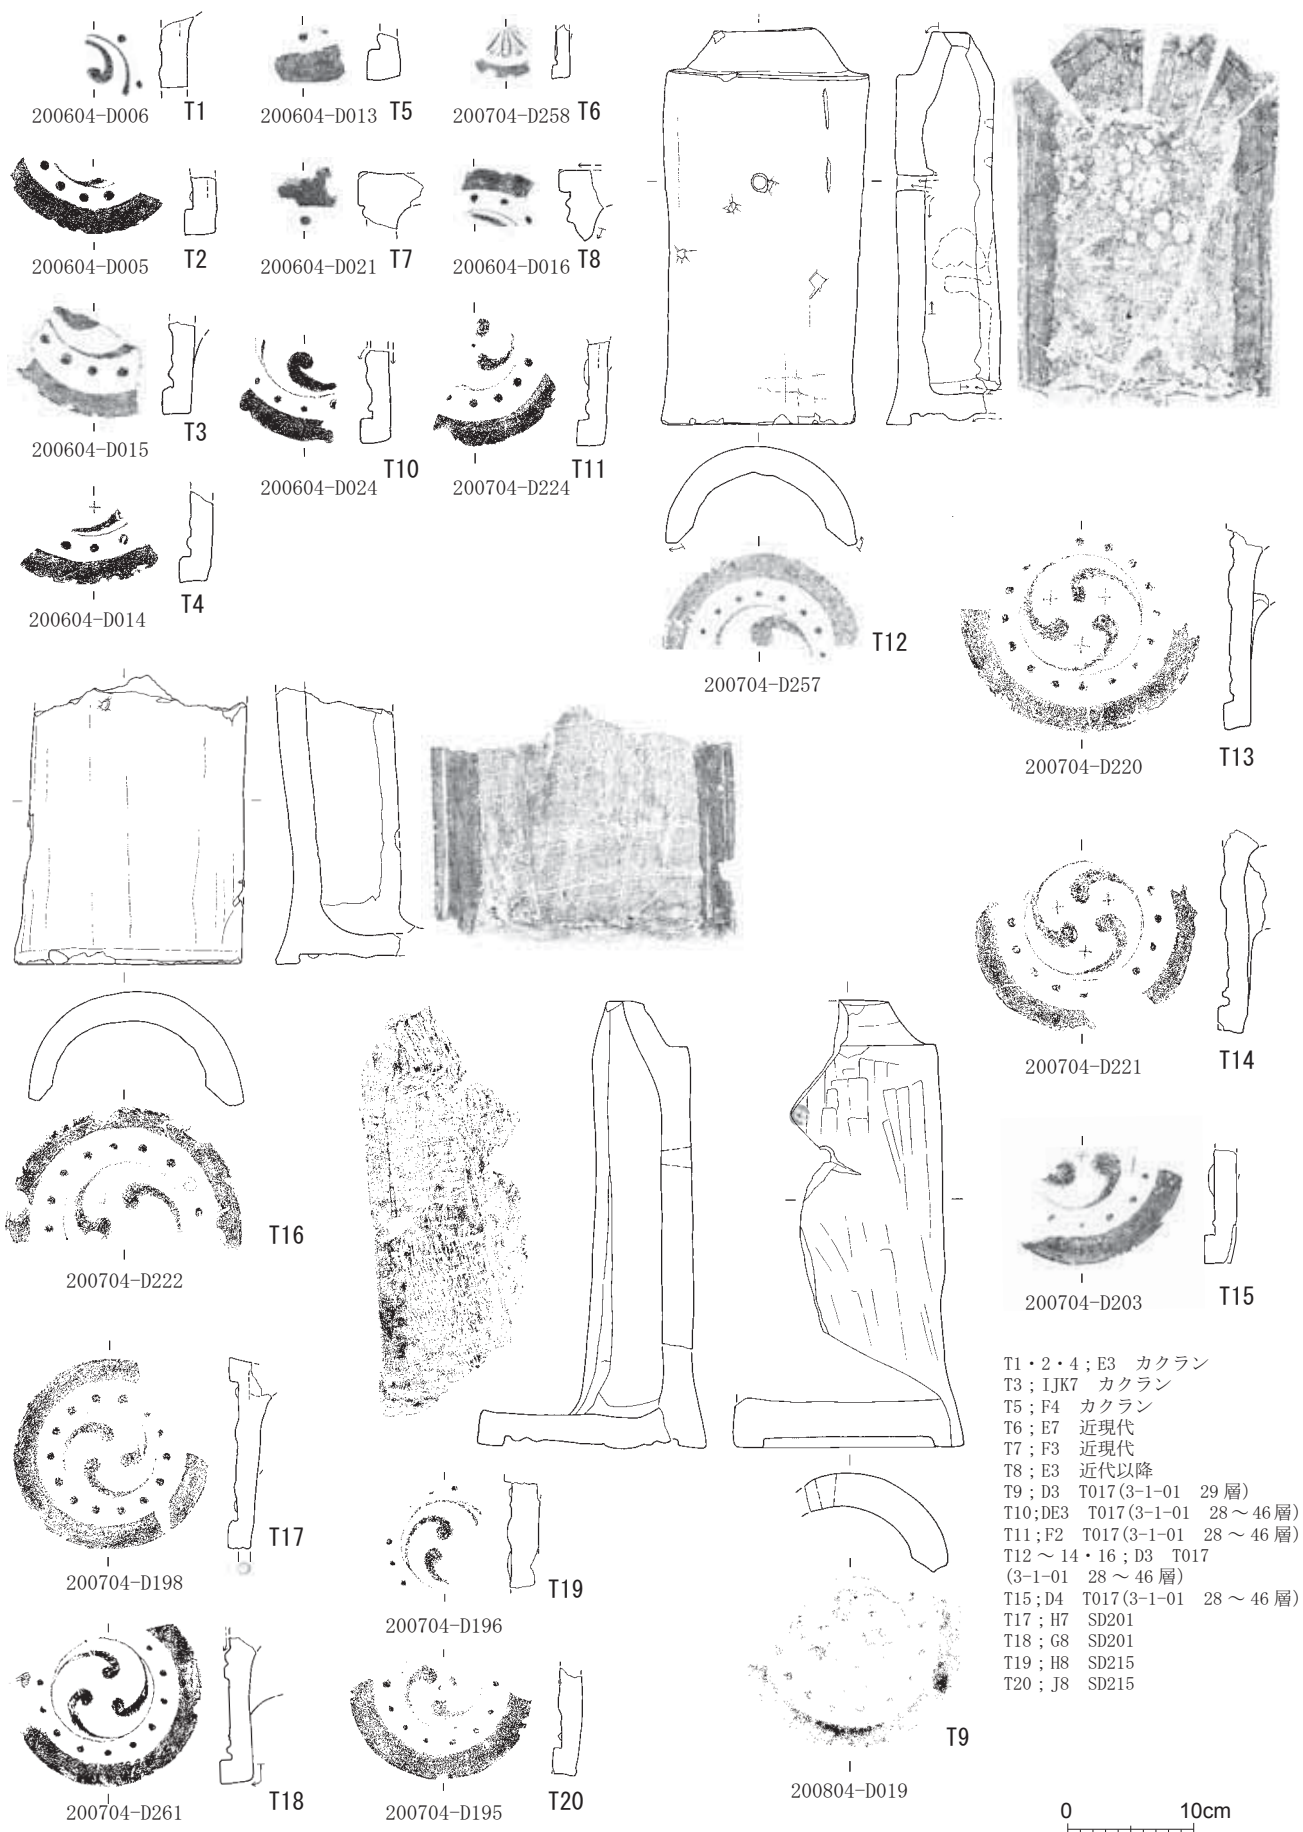 200604-D006 T1
200604-D013 T5
200704-D258 T6
200604-D005 T2
200604-D021 T7
200604-D016 T8
200604-D015 T3
200604-D024 T10
200704-D224 T11
200604-D014 T4
200704-D257 T12
200704-D220 T13
200704-D221 T14
200704-D222 T16
200704-D203 T15
200704-D198 T17
200704-D196 T19
200704-D261 T18
200704-D195 T20
200804-D019 T9
T1・2・4；E3 カクラン
T3；IJK7 カクラン
T5；F4 カクラン
T6；E7 近現代
T7；F3 近現代
T8；E3 近代以降
T9；D3 T017(3-1-01 29層)
T10;DE3 T017(3-1-01 28～46層)
T11;F2 T017(3-1-01 28～46層)
T12～14・16；D3 T017
(3-1-01 28～46層)
T15;D4 T017(3-1-01 28～46層)
T17；H7 SD201
T18；G8 SD201
T19；H8 SD215
T20；J8 SD215
0 10cm